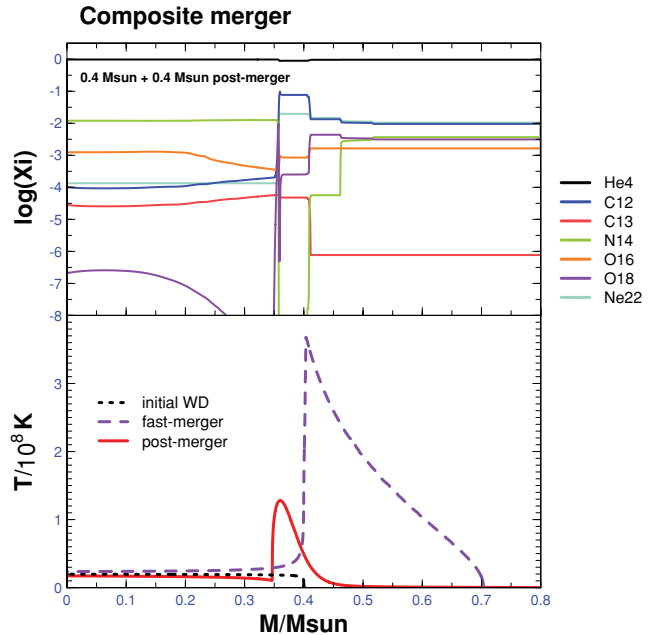 Composite merger
0
-1
-2
-3
-4
-5
-6
-7
-8
log(Xi)
0.4 Msun + 0.4 Msun post-merger
He4
C12
C13
N14
O16
O18
Ne22
3
2
1
0
T/10⁸ K
initial WD
fast-merger
post-merger
0 0.1 0.2 0.3 0.4 0.5 0.6 0.7 0.8
M/Msun